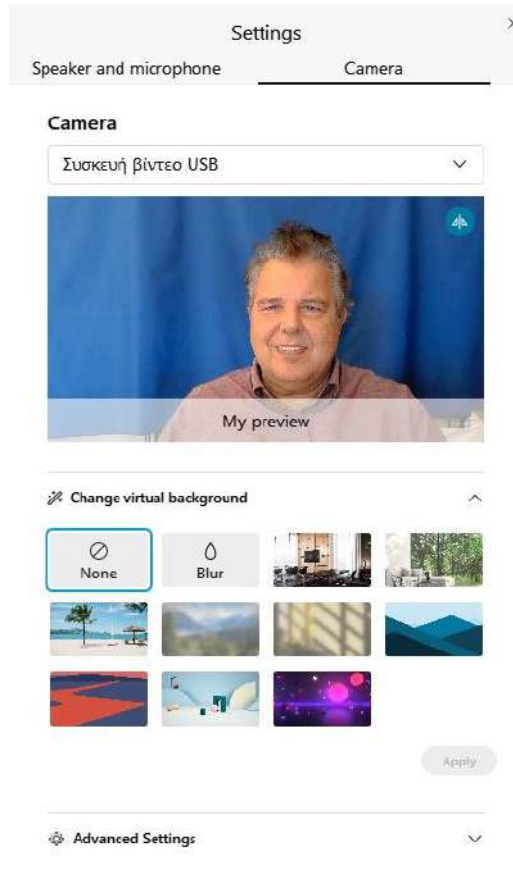 Settings
Speaker and microphone
Camera
Camera
Συσκευή βίντεο USB
My preview
Change virtual background
None
Blur
Apply
Advanced Settings